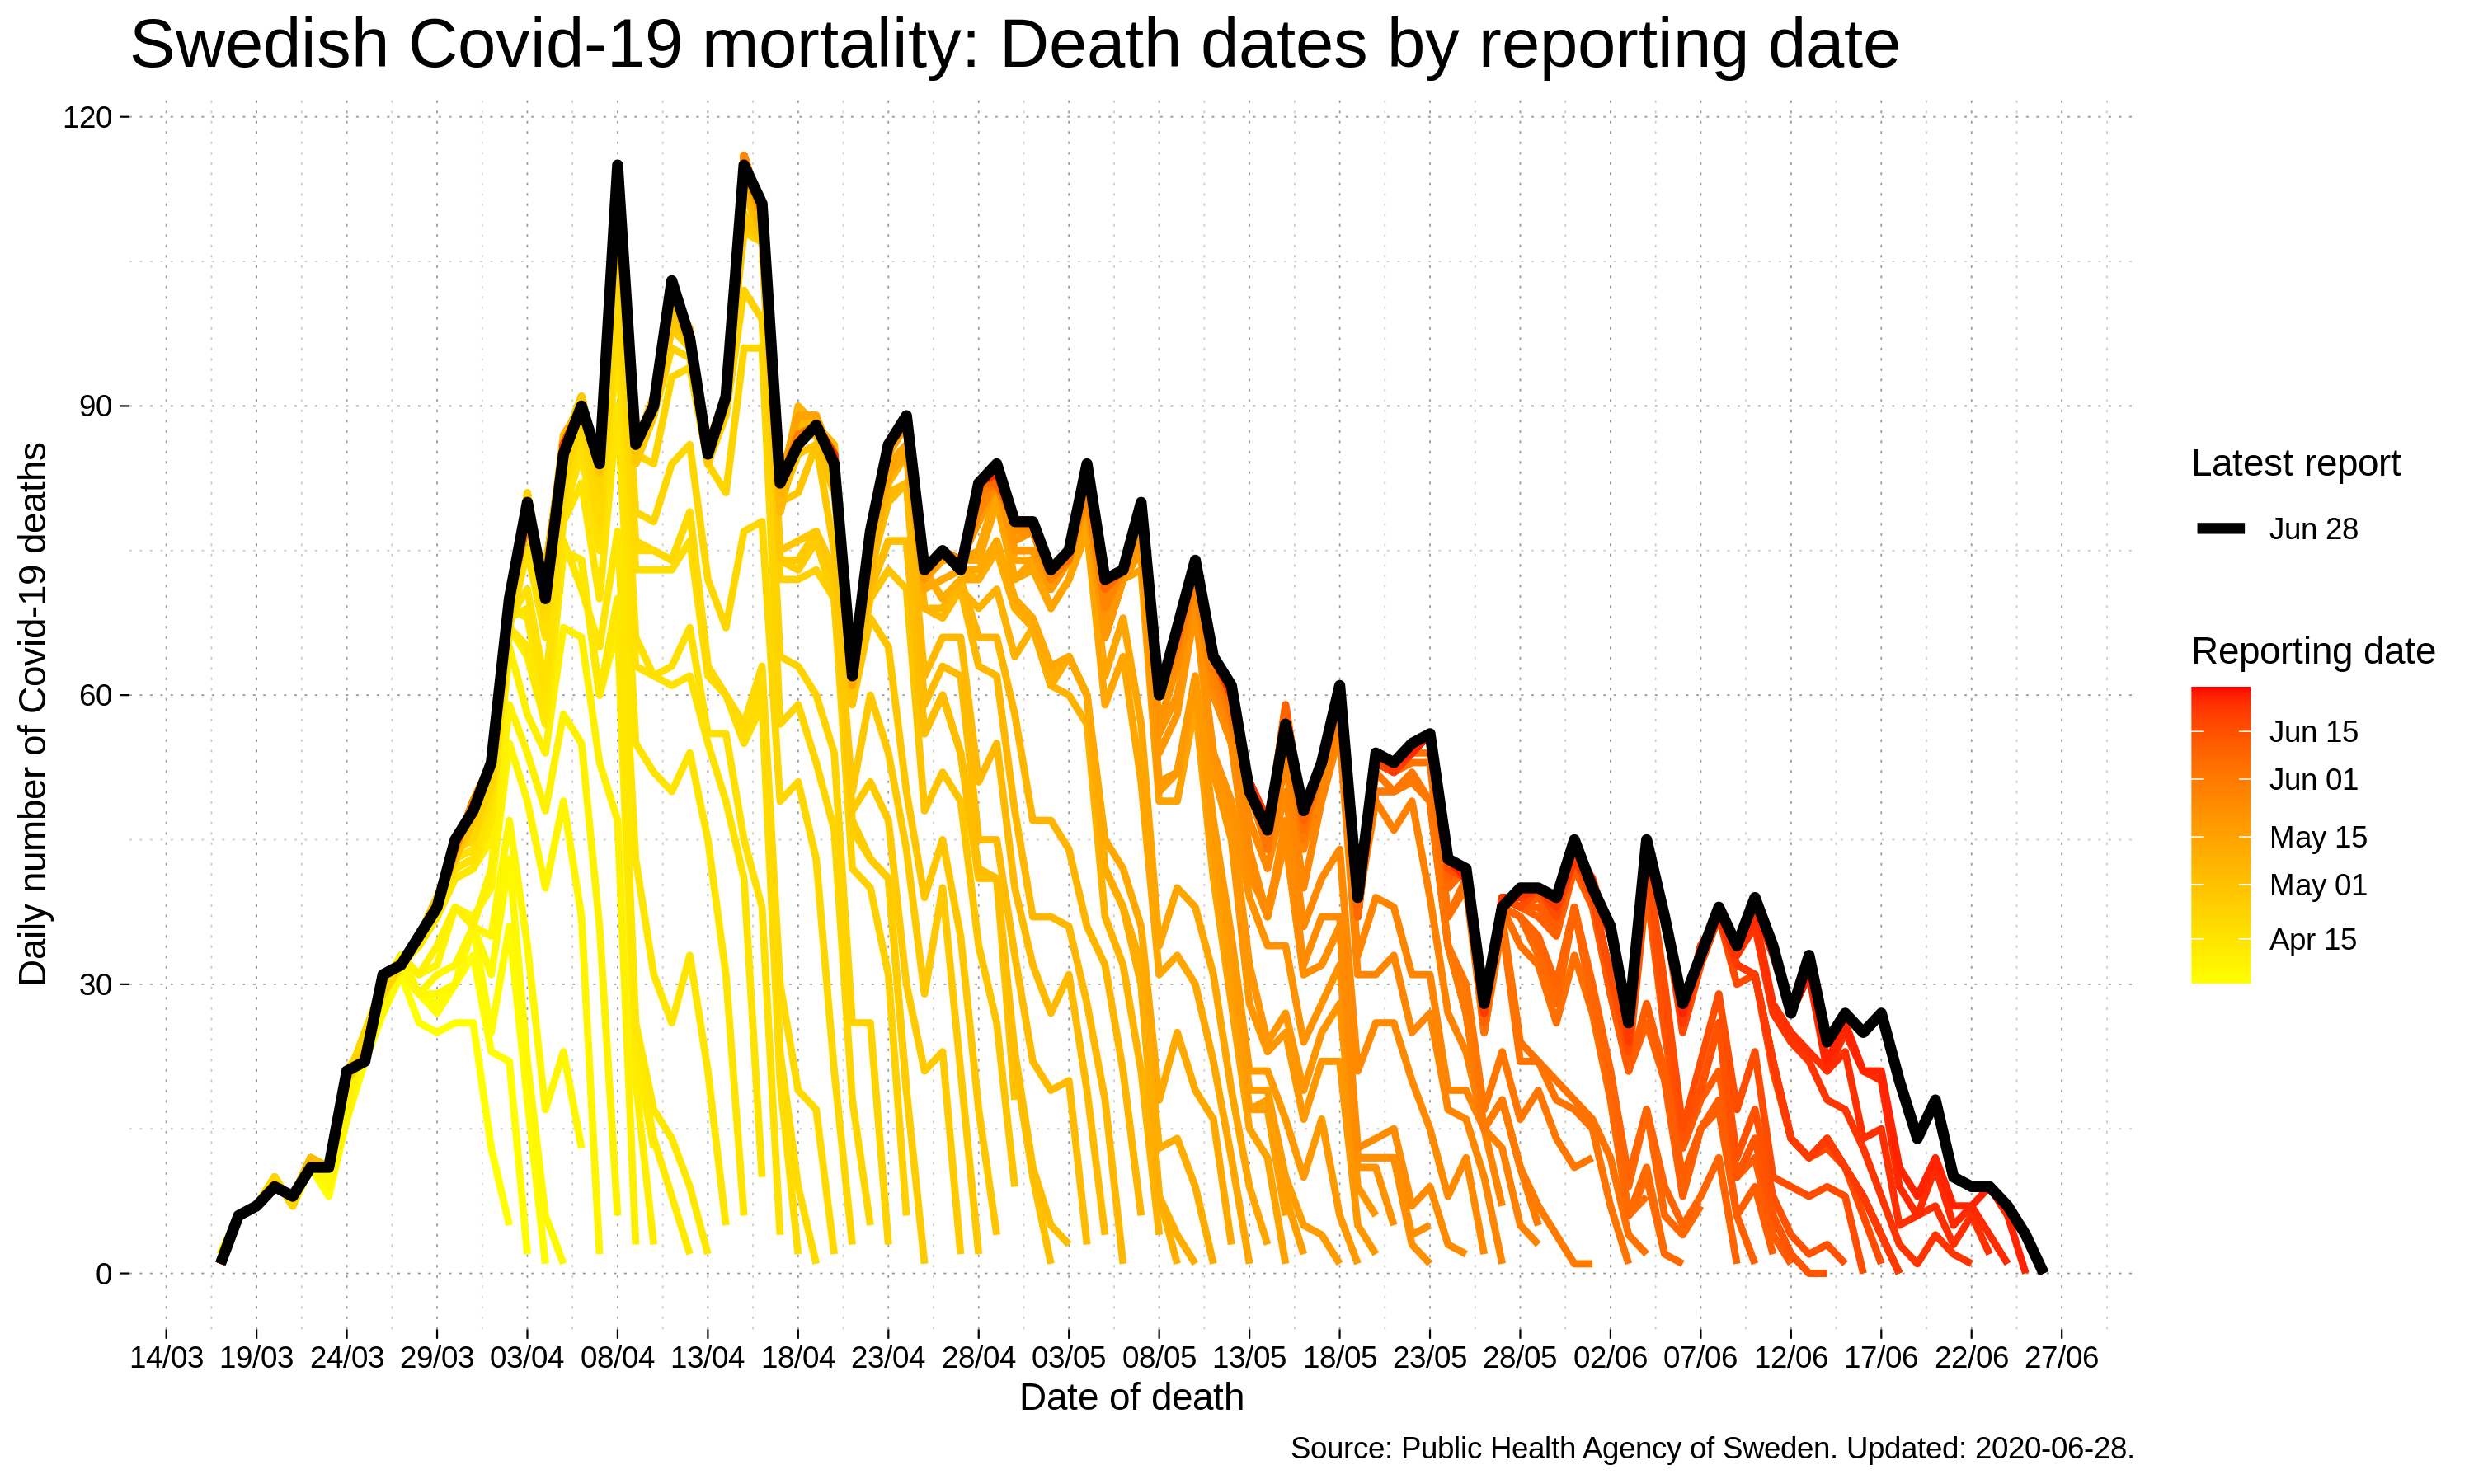 Swedish Covid-19 mortality: Death dates by reporting date
Daily number of Covid-19 deaths
120
90
60
30
0
14/03 19/03 24/03 29/03 03/04 08/04 13/04 18/04 23/04 28/04 03/05 08/05 13/05 18/05 23/05 28/05 02/06 07/06 12/06 17/06 22/06 27/06
Date of death
Latest report
Jun 28
Reporting date
Jun 15
Jun 01
May 15
May 01
Apr 15
Source: Public Health Agency of Sweden. Updated: 2020-06-28.